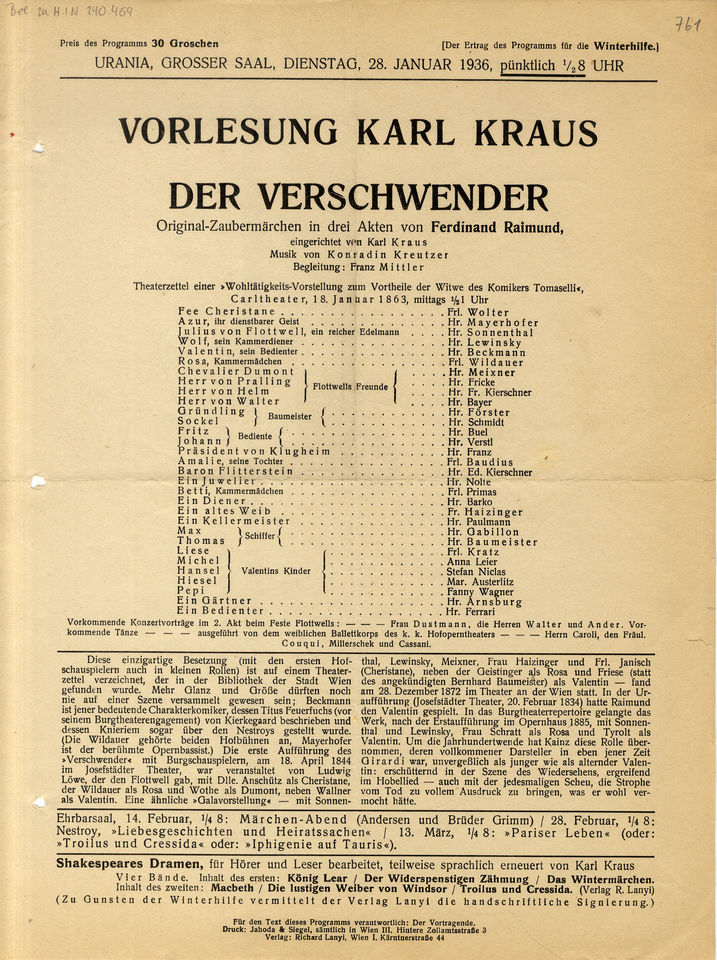 Bei zu H.I.N 240.469
761
Preis des Programms 30 Groschen [Der Ertrag des Programms für die Winterhilfe.]
URANIA, GROSSER SAAL, DIENSTAG, 28. JANUAR 1936, pünktlich 1/2 8 UHR
VORLESUNG KARL KRAUS
DER VERSCHWENDER
Original-Zaubermärchen in drei Akten von Ferdinand Raimund,
eingerichtet von Karl Kraus
Musik von Konradin Kreutzer
Begleitung: Franz Mittler
Theaterzettel einer »Wohltätigkeits-Vorstellung zum Vortheile der Witwe des Komikers Tomaselli«,
Carltheater, 18. Januar 1863, mittags 1/2 1 Uhr
Fee Cheristane . . . Frl. Wolter
Azur, ihr dienstbarer Geist . . . Hr. Mayerhofer
Julius von Flottwell, ein reicher Edelmann . . . Hr. Sonnenthal
Wolf, sein Kammerdiener . . . Hr. Lewinsky
Valentin, sein Bedienter . . . Hr. Beckmann
Rosa, Kammermädchen . . . Frl. Wildauer
Chevalier Dumont . . . Hr. Meixner
Herr von Pralling } Flottwells Freunde { . . . Hr. Fricke
Herr von Helm . . . Hr. Fr. Kierschner
Herr von Walter . . . Hr. Bayer
Gründling } Baumeister { . . . Hr. Förster
Sockel . . . Hr. Schmidt
Fritz } Bediente { . . . Hr. Buel
Johann . . . Hr. Verstl
Präsident von Klugheim . . . Hr. Franz
Amalie, seine Tochter . . . Frl. Baudius
Baron Flitterstein . . . Hr. Ed. Kierschner
Ein Juwelier . . . Hr. Nolte
Betti, Kammermädchen . . . Frl. Primas
Ein Diener . . . Hr. Barko
Ein altes Weib . . . Fr. Haizinger
Ein Kellermeister . . . Hr. Paulmann
Max } Schiffer { . . . Hr. Gabillon
Thomas . . . Hr. Baumeister
Liese . . . Frl. Kratz
Michel . . . Anna Leier
Hansel } Valentins Kinder { . . . Stefan Niclas
Hiesel . . . Mar. Austerlitz
Pepi . . . Fanny Wagner
Ein Gärtner . . . Hr. Arnsburg
Ein Bedienter . . . Hr. Ferrari
Vorkommende Konzertvorträge im 2. Akt beim Feste Flottwells: — — — Frau Dustmann, die Herren Walter und Ander. Vor-
kommende Tänze — — — ausgeführt von dem weiblichen Ballettkorps des k. k. Hofoperntheaters — — — Herrn Caroll, den Fräul.
Couqui, Millerschek und Cassani.
Diese einzigartige Besetzung (mit den ersten Hof-
schauspielern auch in kleinen Rollen) ist auf einem Theater-
zettel verzeichnet, der in der Bibliothek der Stadt Wien
gefunden wurde. Mehr Glanz und Größe dürften noch
nie auf einer Szene versammelt gewesen sein; Beckmann
ist jener bedeutende Charakterkomiker, dessen Titus Feuerfuchs (vor
seinem Burgtheaterengagement) von Kierkegaard beschrieben und
dessen Knieriem sogar über den Nestroys gestellt wurde.
(Die Wildauer gehörte beiden Hofbühnen an, Mayerhofer
ist der berühmte Opernbassist.) Die erste Aufführung des
»Verschwender« mit Burgschauspielern, am 18. April 1844
im Josefstädter Theater, war veranstaltet von Ludwig
Löwe, der den Flottwell gab, mit Dlle. Anschütz als Cheristane,
der Wildauer als Rosa und Wothe als Dumont, neben Wallner
als Valentin. Eine ähnliche »Galavorstellung« — mit Sonnen-
thal, Lewinsky, Meixner, Frau Haizinger und Frl. Janisch
(Cheristane), neben der Geistinger als Rosa und Friese (statt
des angekündigten Bernhard Baumeister) als Valentin — fand
am 28. Dezember 1872 im Theater an der Wien statt. In der Ur-
aufführung (Josefstädter Theater, 20. Februar 1834) hatte Raimund
den Valentin gespielt. In das Burgtheaterrepertoire gelangte das
Werk, nach der Erstaufführung im Opernhaus 1885, mit Sonnen-
thal und Lewinsky, Frau Schratt als Rosa und Tyrolt als
Valentin. Um die Jahrhundertwende hat Kainz diese Rolle über-
nommen, deren vollkommener Darsteller in eben jener Zeit
Girardi war, unvergeßlich als junger wie als alternder Valen-
tin: erschütternd in der Szene des Wiedersehens, ergreifend
im Hobellied — auch mit der jedesmaligen Scheu, die Strophe
vom Tod zu vollem Ausdruck zu bringen, was er wohl ver-
mocht hätte.
Ehrbarsaal, 14. Februar, 1/4 8: Märchen-Abend (Andersen und Brüder Grimm) / 28. Februar, 1/4 8:
Nestroy, »Liebesgeschichten und Heiratssachen« / 13. März, 1/4 8: »Pariser Leben« (oder:
»Troilus und Cressida« oder: »Iphigenie auf Tauris«).
Shakespeares Dramen, für Hörer und Leser bearbeitet, teilweise sprachlich erneuert von Karl Kraus
Vier Bände. Inhalt des ersten: König Lear / Der Widerspenstigen Zähmung / Das Wintermärchen.
Inhalt des zweiten: Macbeth / Die lustigen Weiber von Windsor / Troilus und Cressida. (Verlag R. Lanyi)
(Zu Gunsten der Winterhilfe vermittelt der Verlag Lanyi die handschriftliche Signierung.)
Für den Text dieses Programms verantwortlich: Der Vortragende.
Druck: Jahoda & Siegel, sämtlich in Wien III. Hintere Zollamtsstraße 3
Verlag: Richard Lanyi, Wien I. Kärntnerstraße 44